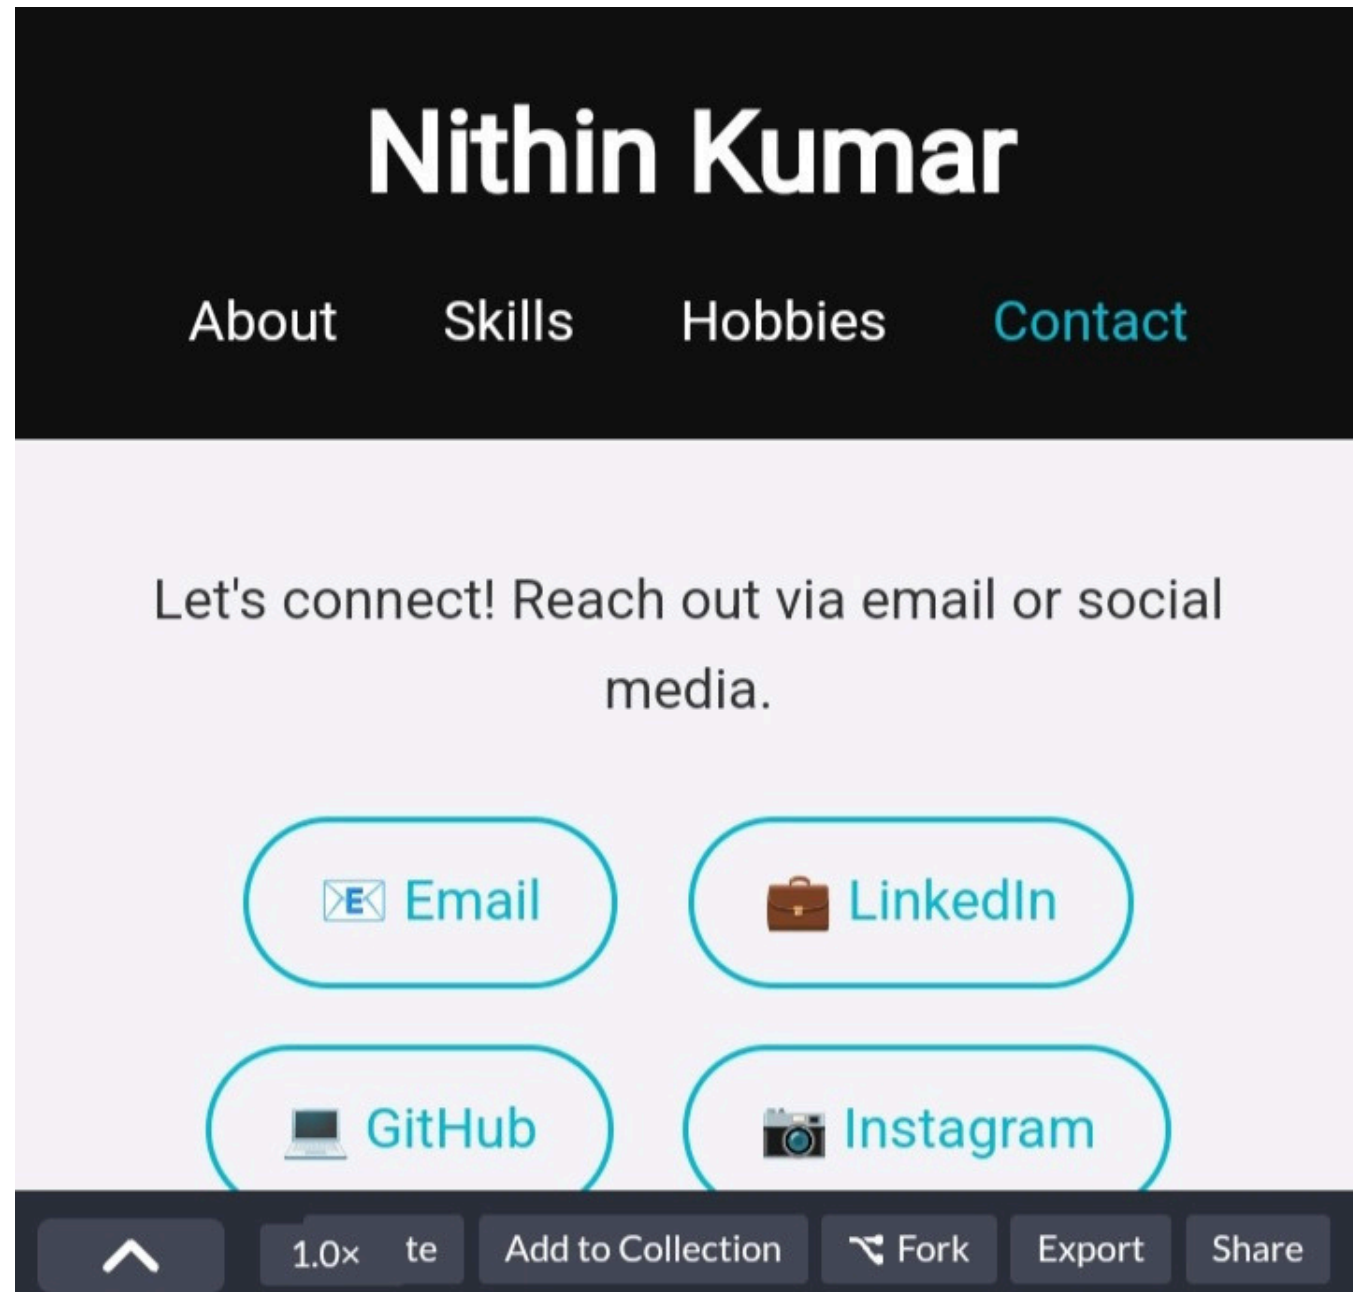 Nithin Kumar
About Skills Hobbies Contact
Let's connect! Reach out via email or social
media.
Email LinkedIn
GitHub Instagram
1.0× te Add to Collection Fork Export Share